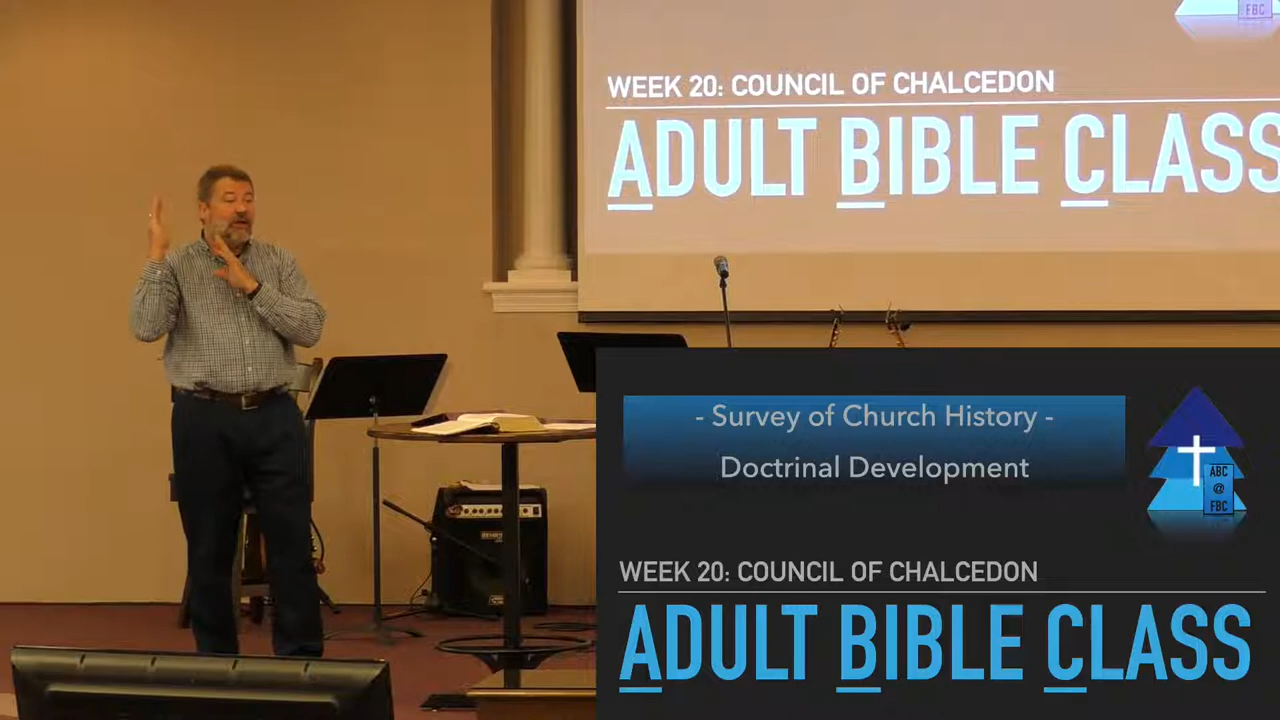 FBC
WEEK 20: COUNCIL OF CHALCEDON
ADULT BIBLE CLASS
- Survey of Church History -
Doctrinal Development
ABC
@
FBC
WEEK 20: COUNCIL OF CHALCEDON
ADULT BIBLE CLASS